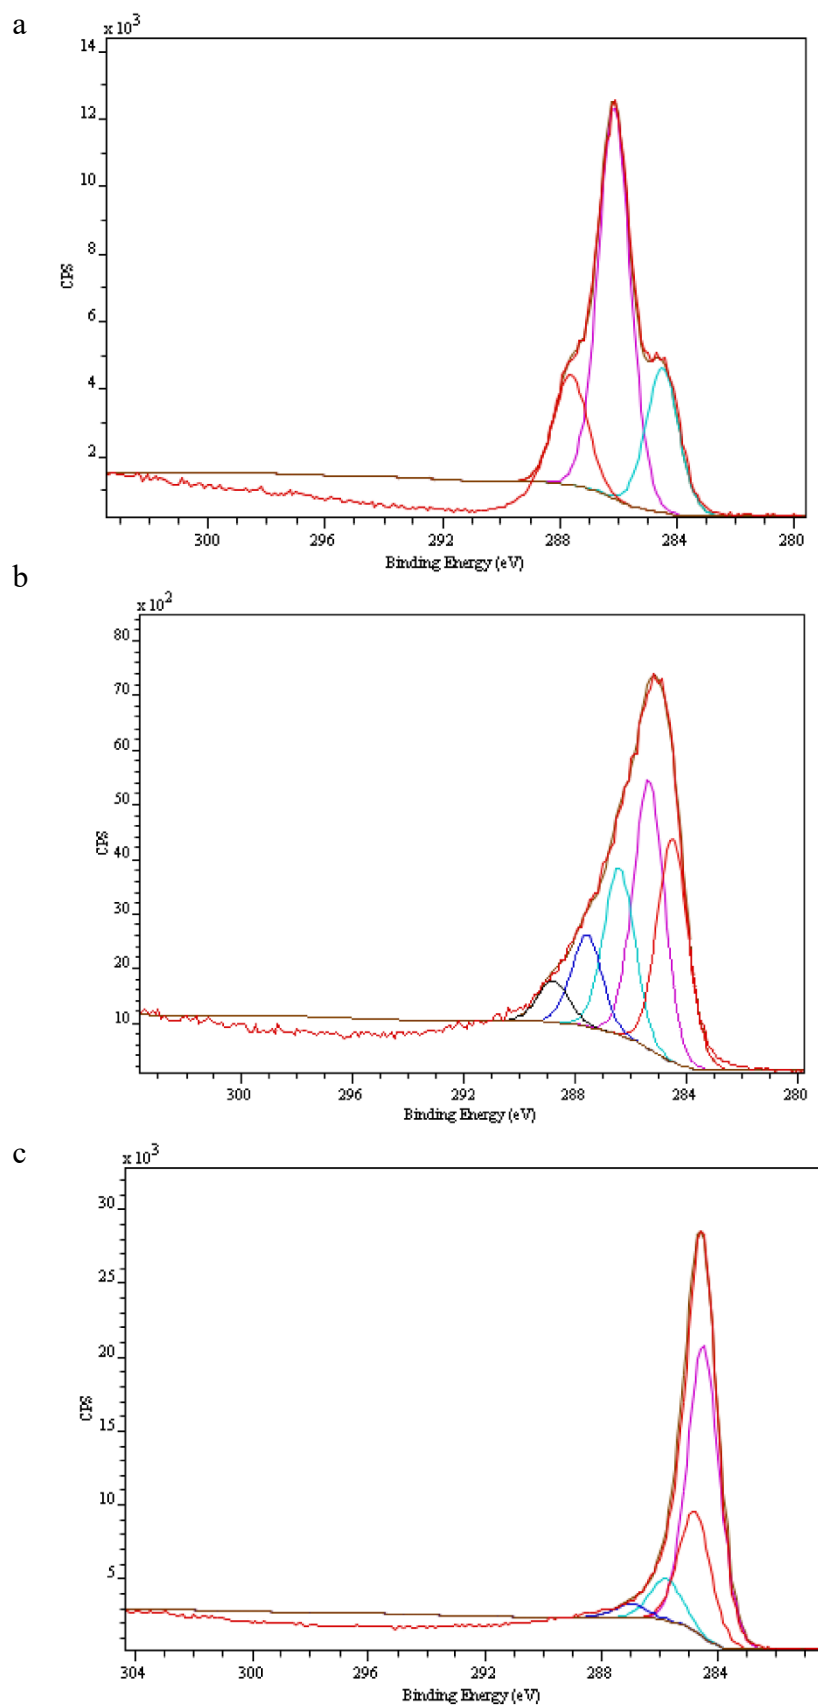 a
x 10³
14
12
10
8
6
4
2
CPS
300 296 292 288 284 280
Binding Energy (eV)
b
x 10²
80
70
60
50
40
30
20
10
CPS
300 296 292 288 284 280
Binding Energy (eV)
c
x 10³
30
25
20
15
10
5
CPS
304 300 296 292 288 284
Binding Energy (eV)